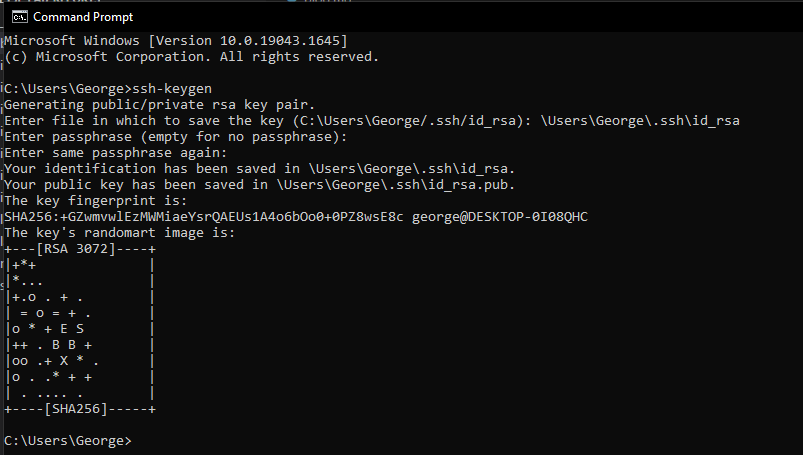 Command Prompt
Microsoft Windows [Version 10.0.19043.1645]
(c) Microsoft Corporation. All rights reserved.
C:\Users\George>ssh-keygen
Generating public/private rsa key pair.
Enter file in which to save the key (C:\Users\George/.ssh/id_rsa): \Users\George\.ssh\id_rsa
Enter passphrase (empty for no passphrase):
Enter same passphrase again:
Your identification has been saved in \Users\George\.ssh\id_rsa.
Your public key has been saved in \Users\George\.ssh\id_rsa.pub.
The key fingerprint is:
SHA256:+GZwmvwlEzMWMiaeYsrQAEUs1A4o6bOo0+0PZ8wsE8c george@DESKTOP-0I08QHC
The key's randomart image is:
+---[RSA 3072]----+
|+*+              |
|*...             |
|+.o . + .        |
| = o = + .       |
|o * + E S        |
|++ . B B +       |
|oo .+ X * .      |
|o . .* + +       |
| . .... .        |
+----[SHA256]-----+
C:\Users\George>